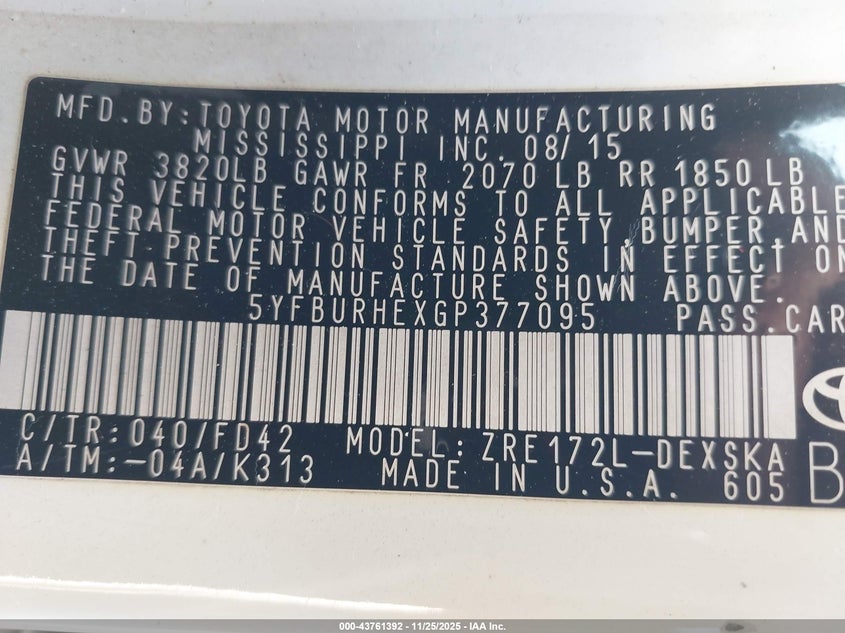 MFD.BY:TOYOTA MOTOR MANUFACTURING
MISSISSIPPI INC. 08/15
GVWR 3820LB GAWR FR 2070 LB RR 1850LB
THIS VEHICLE CONFORMS TO ALL APPLICABLE
FEDERAL MOTOR VEHICLE SAFETY,BUMPER,AND
THEFT PREVENTION STANDARDS IN EFFECT ON
THE DATE OF MANUFACTURE SHOWN ABOVE.
5YFBURHEXGP377095 PASS.CAR
C/TR:040/FD42 MODEL:ZRE172L-DEXSKA
A/TM:-04A/K313 MADE IN U.S.A. 605 B
000-43761392 - 11/25/2025 - IAA Inc.